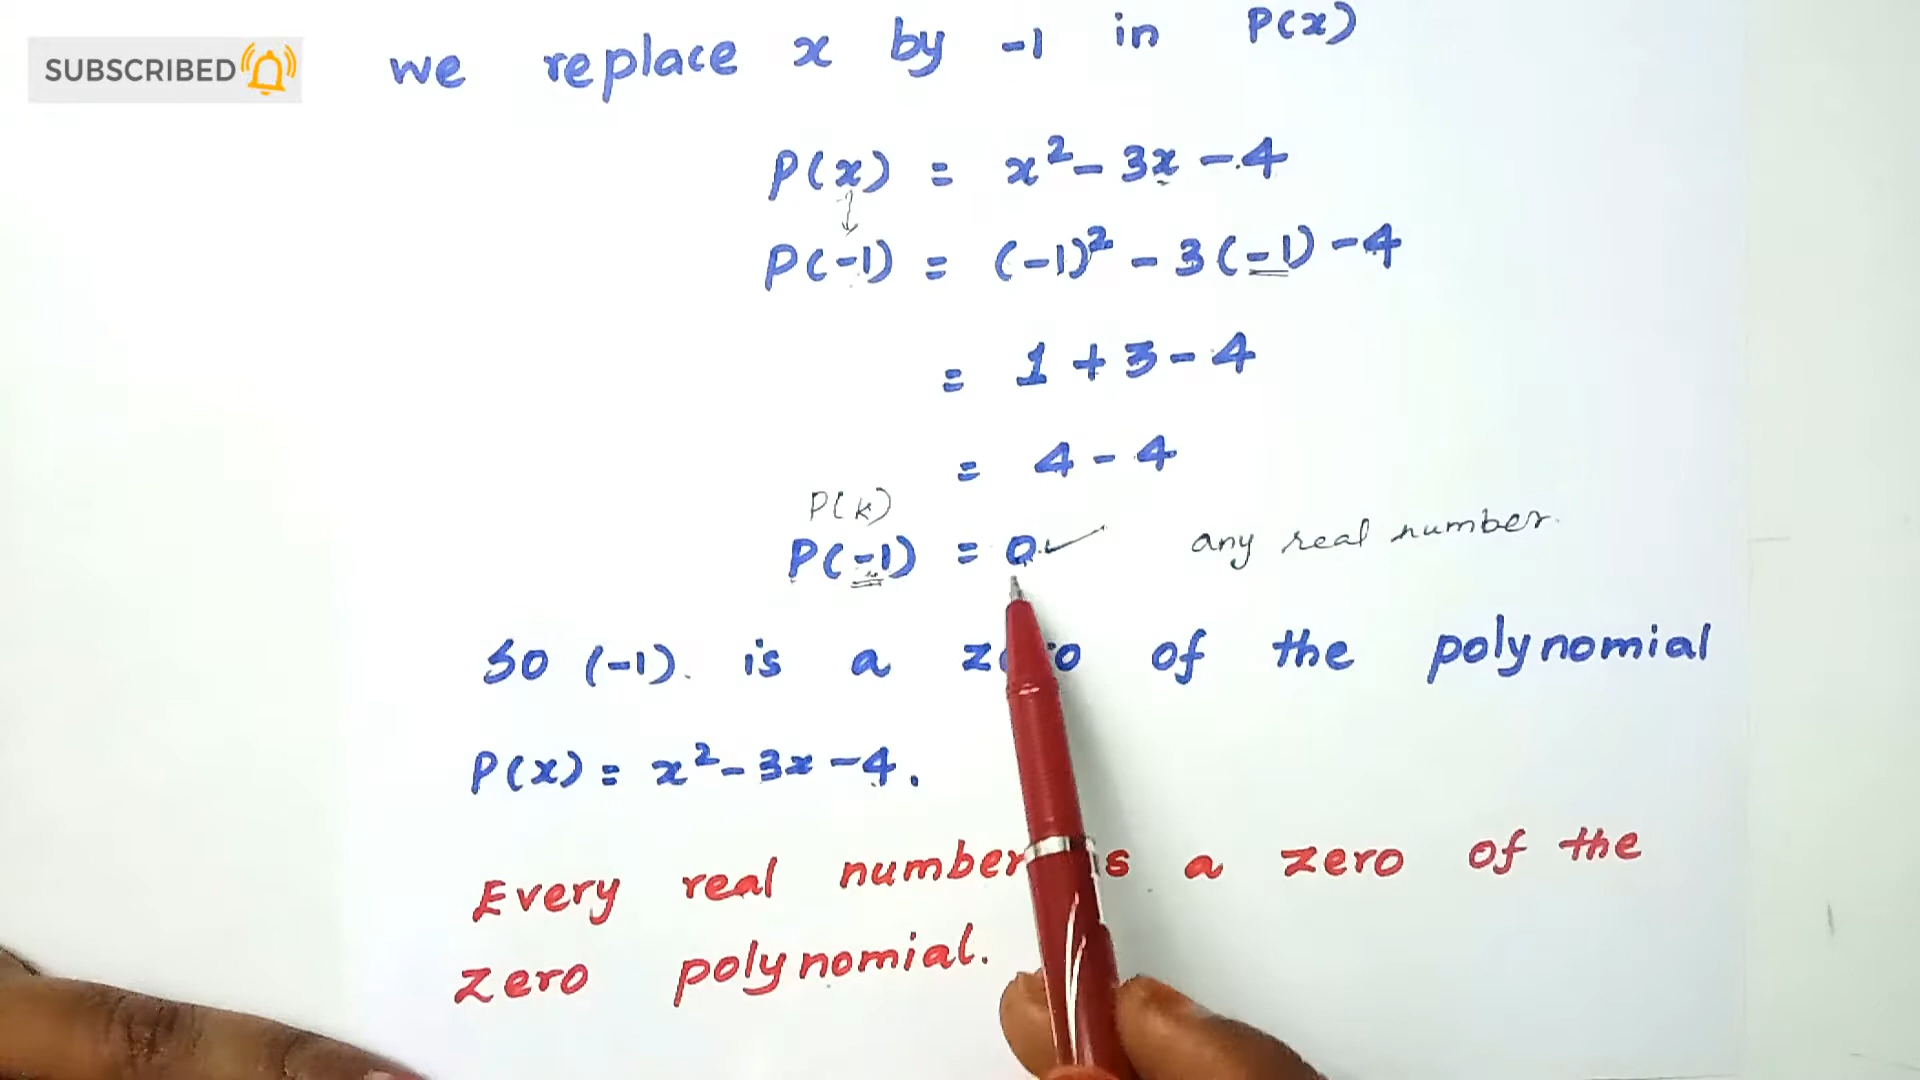 SUBSCRIBED
we replace x by -1 in P(x)
P(x) = x² - 3x - 4
P(-1) = (-1)² - 3(-1) - 4
= 1 + 3 - 4
= 4 - 4
P(k)
P(-1) = 0 ✓ any real number.
So (-1). is a zero of the polynomial
P(x) = x² - 3x - 4.
Every real number is a zero of the
zero polynomial.